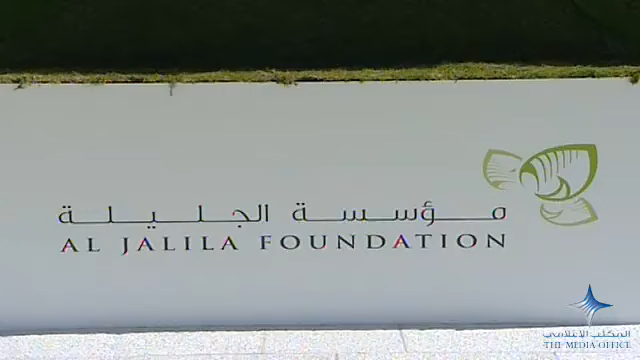 مؤسسة الجليلة
AL JALILA FOUNDATION
المكتب الإعلامي
THE MEDIA OFFICE